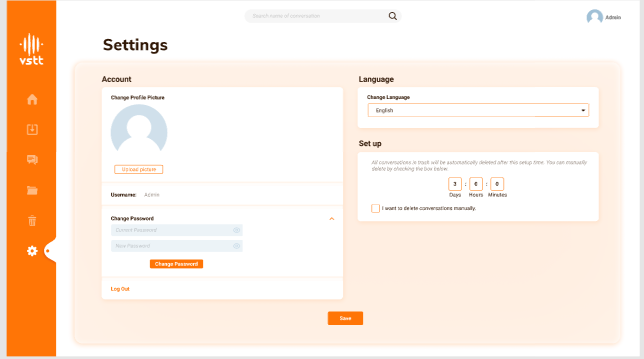 Search name of conversation
Admin
vstt
Settings
Account
Change Profile Picture
Upload picture
Username: Admin
Change Password
Current Password
New Password
Change Password
Log Out
Language
Change Language
English
Set up
All conversations in trash will be automatically deleted after this setup time. You can manually
delete by checking the box below.
3 : 0 : 0
Days Hours Minutes
I want to delete conversations manually.
Save